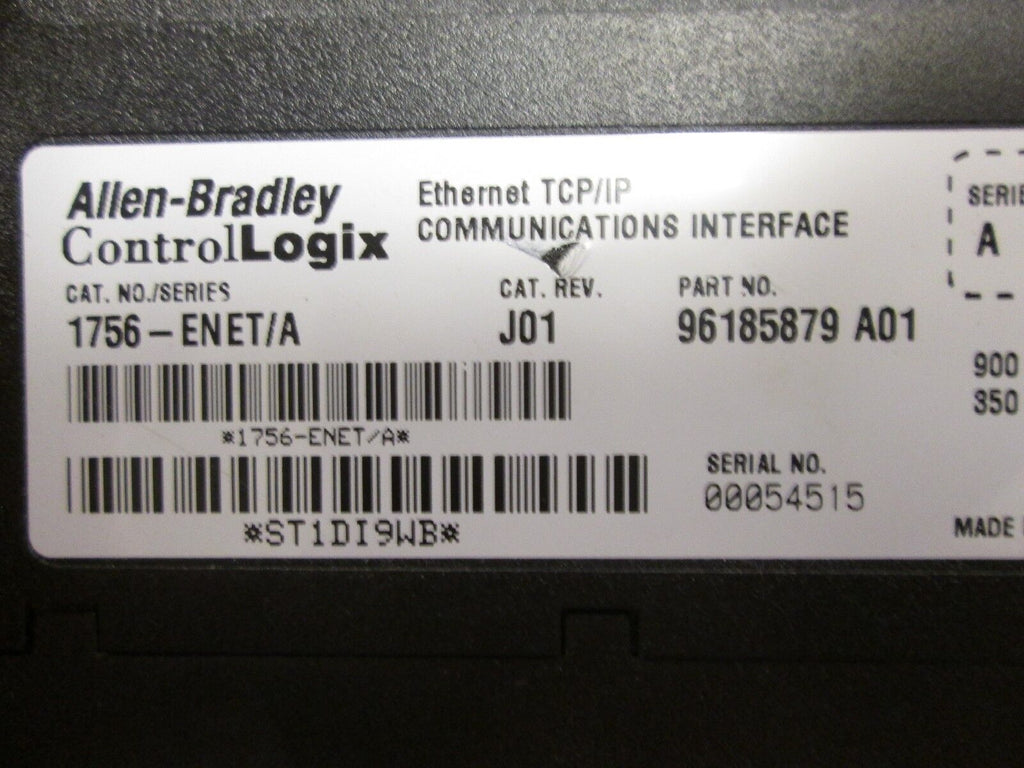 Allen-Bradley
ControlLogix
Ethernet TCP/IP
COMMUNICATIONS INTERFACE
CAT. NO./SERIES
1756-ENET/A
CAT. REV.
J01
PART NO.
96185879 A01
*1756-ENET/A*
*ST1DI9WB*
SERIAL NO.
00054515
A
900
350
MADE